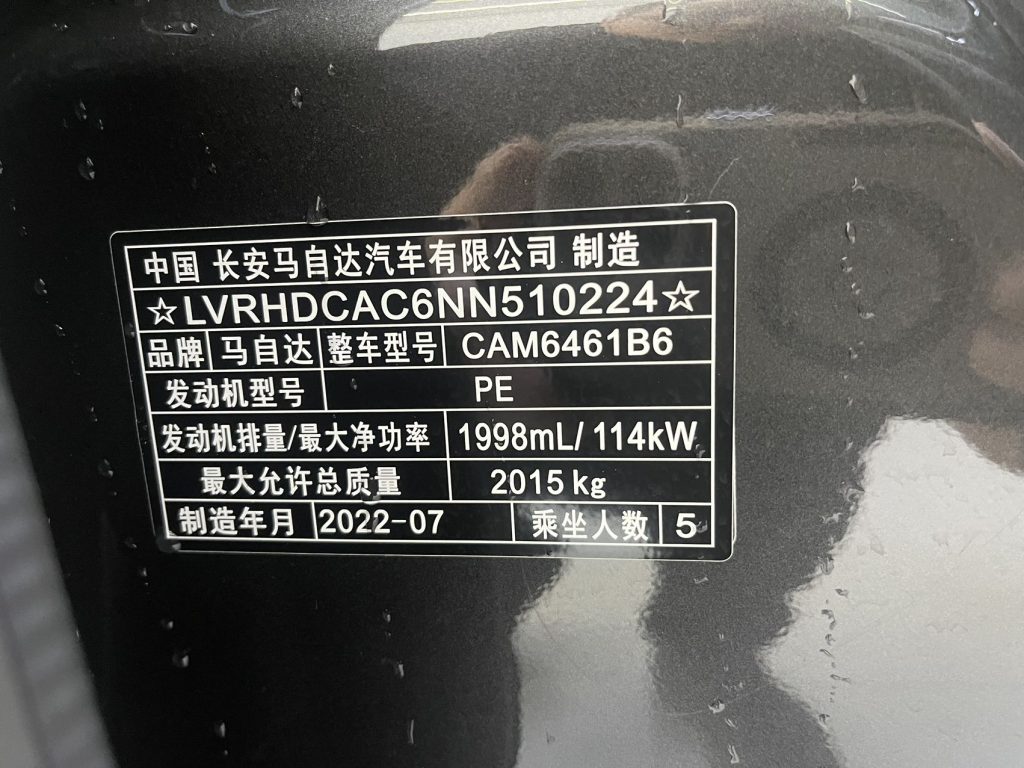 中国 长安马自达汽车有限公司 制造
☆LVRHDCAC6NN510224☆
品牌 马自达 整车型号 CAM6461B6
发动机型号 PE
发动机排量/最大净功率 1998mL/114kW
最大允许总质量 2015kg
制造年月 2022-07 乘坐人数 5